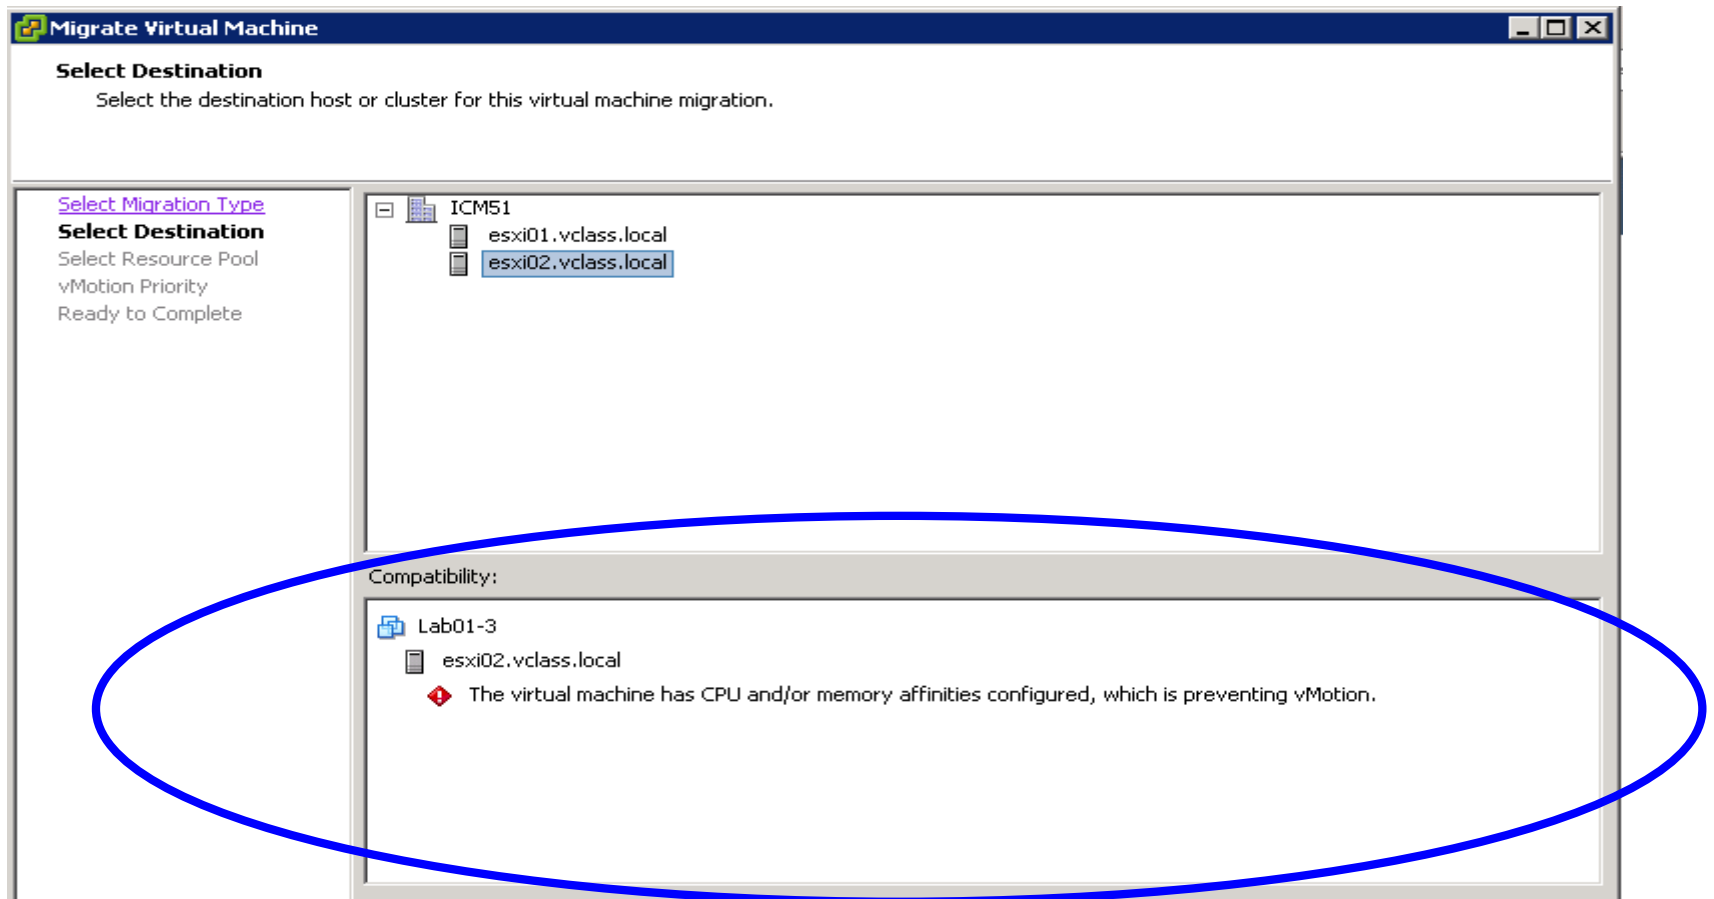 Migrate Virtual Machine
Select Destination
Select the destination host or cluster for this virtual machine migration.
Select Migration Type
Select Destination
Select Resource Pool
vMotion Priority
Ready to Complete
ICM51
esxi01.vclass.local
esxi02.vclass.local
Compatibility:
Lab01-3
esxi02.vclass.local
The virtual machine has CPU and/or memory affinities configured, which is preventing vMotion.